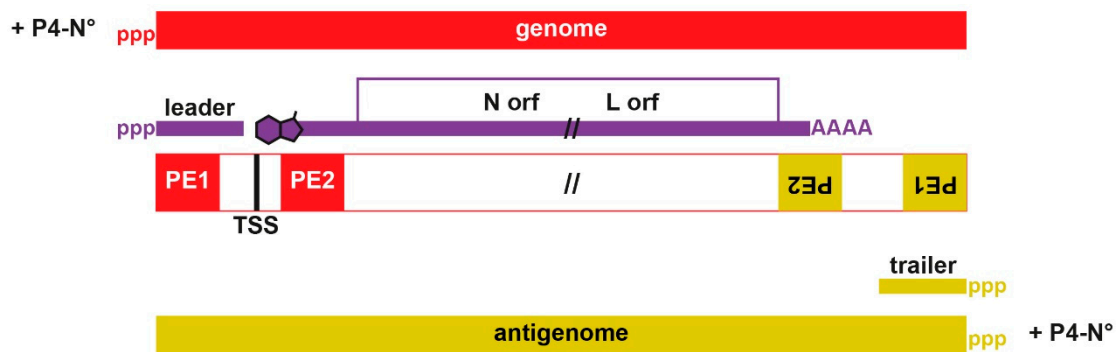 + P4-N° ppp genome
leader N orf L orf
ppp // AAAA
PE1 PE2 // PE2 PE1
TSS
trailer
ppp
antigenome ppp + P4-N°